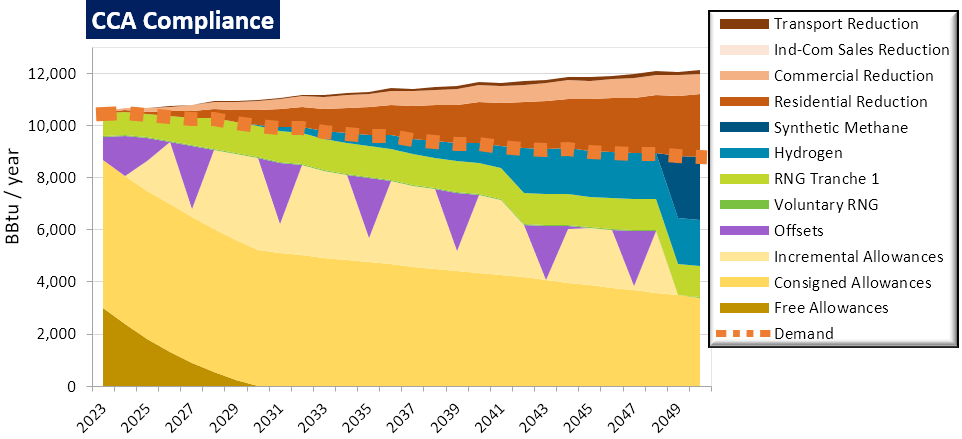 CCA Compliance
BBtu / year
12,000
10,000
8,000
6,000
4,000
2,000
0
2023
2025
2027
2029
2031
2033
2035
2037
2039
2041
2043
2045
2047
2049
Transport Reduction
Ind-Com Sales Reduction
Commercial Reduction
Residential Reduction
Synthetic Methane
Hydrogen
RNG Tranche 1
Voluntary RNG
Offsets
Incremental Allowances
Consigned Allowances
Free Allowances
Demand